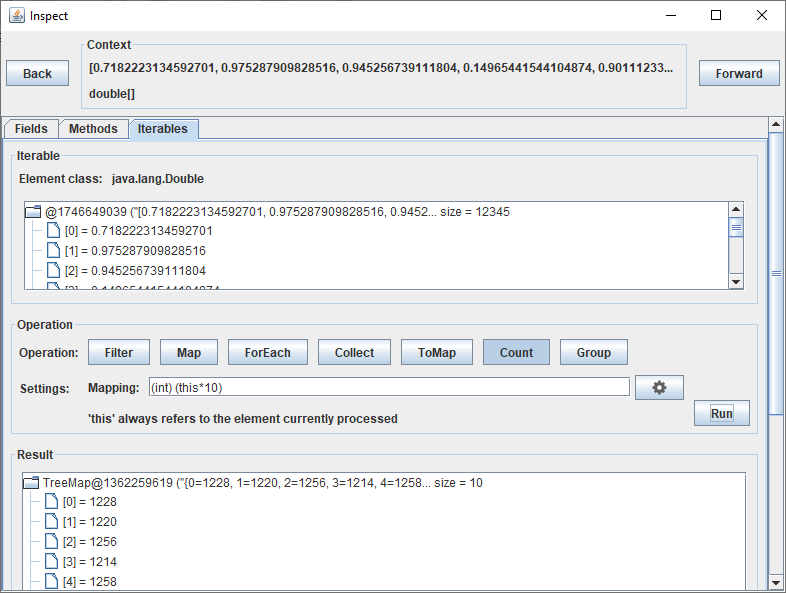 Inspect
Context
Back
[0.7182223134592701, 0.975287909828516, 0.945256739111804, 0.14965441544104874, 0.90111233...
Forward
double[]
Fields Methods Iterables
Iterable
Element class: java.lang.Double
@1746649039 ("[0.7182223134592701, 0.975287909828516, 0.9452... size = 12345
[0] = 0.7182223134592701
[1] = 0.975287909828516
[2] = 0.945256739111804
[3] = 0.14965441544104874
Operation
Operation: Filter Map ForEach Collect ToMap Count Group
Settings: Mapping: (int) (this*10)
'this' always refers to the element currently processed
Run
Result
TreeMap@1362259619 ("{0=1228, 1=1220, 2=1256, 3=1214, 4=1258... size = 10
[0] = 1228
[1] = 1220
[2] = 1256
[3] = 1214
[4] = 1258